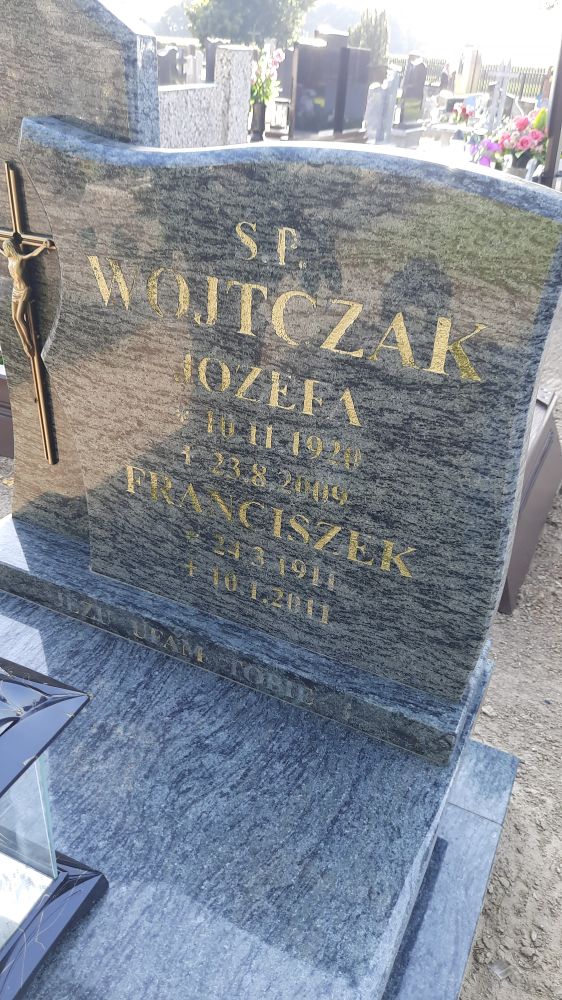 S.P.
WOJTCZAK
JÓZEFA
* 10.11.1920
+ 23.8.2009
FRANCISZEK
* 24.3.1911
+ 10.1.2011
JEZU UFAM TOBIE !